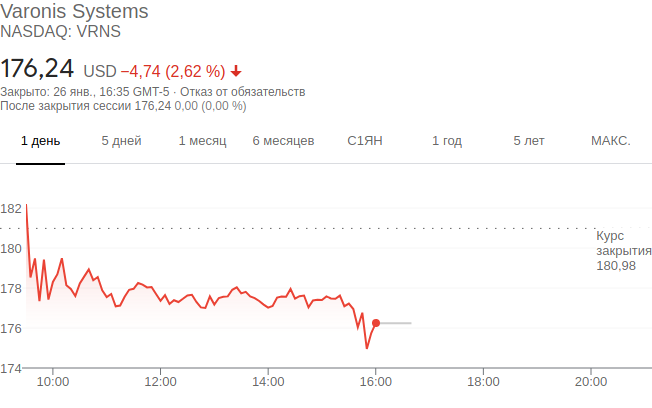 Varonis Systems
NASDAQ: VRNS
176,24 USD −4,74 (2,62 %)
Закрыто: 26 янв., 16:35 GMT-5 · Отказ от обязательств
После закрытия сессии 176,24 0,00 (0,00 %)
1 день 5 дней 1 месяц 6 месяцев С1ЯН 1 год 5 лет МАКС.
182
Курс
закрытия
180,98
180
178
176
174
10:00 12:00 14:00 16:00 18:00 20:00